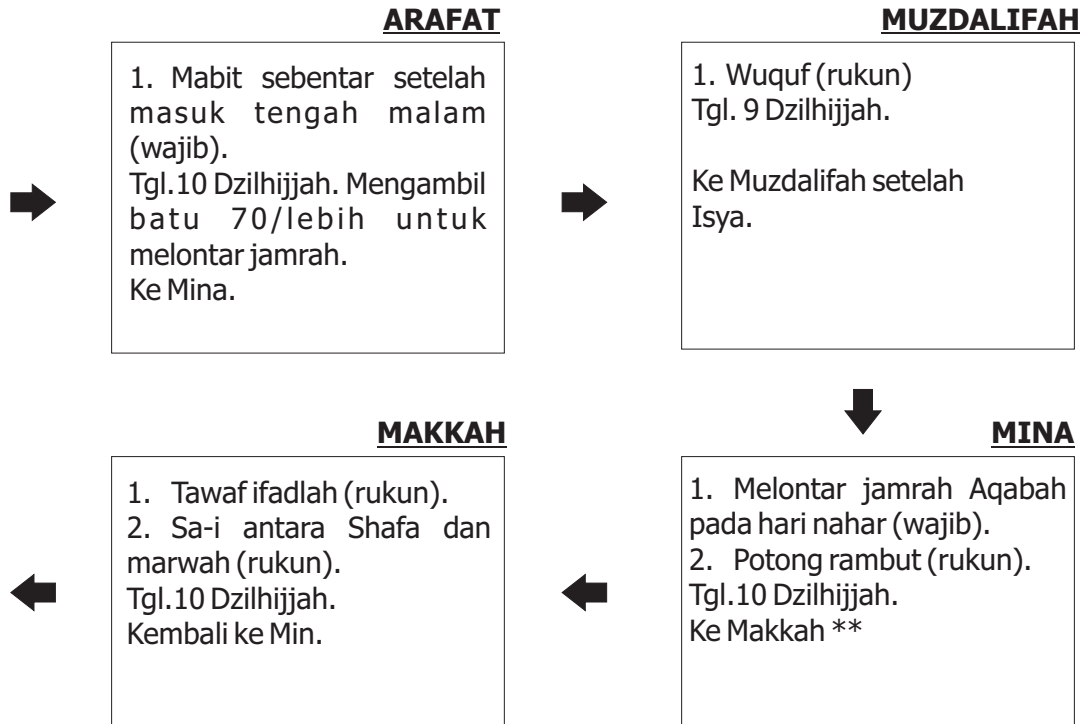 ARAFAT
1. Mabit sebentar setelah
masuk tengah malam
(wajib).
Tgl.10 Dzilhijjah. Mengambil
batu 70/lebih untuk
melontar jamrah.
Ke Mina.
MUZDALIFAH
1. Wuquf (rukun)
Tgl. 9 Dzilhijjah.
Ke Muzdalifah setelah
Isya.
MINA
1. Melontar jamrah Aqabah
pada hari nahar (wajib).
2. Potong rambut (rukun).
Tgl.10 Dzilhijjah.
Ke Makkah **
MAKKAH
1. Tawaf ifadlah (rukun).
2. Sa-i antara Shafa dan
marwah (rukun).
Tgl.10 Dzilhijjah.
Kembali ke Min.